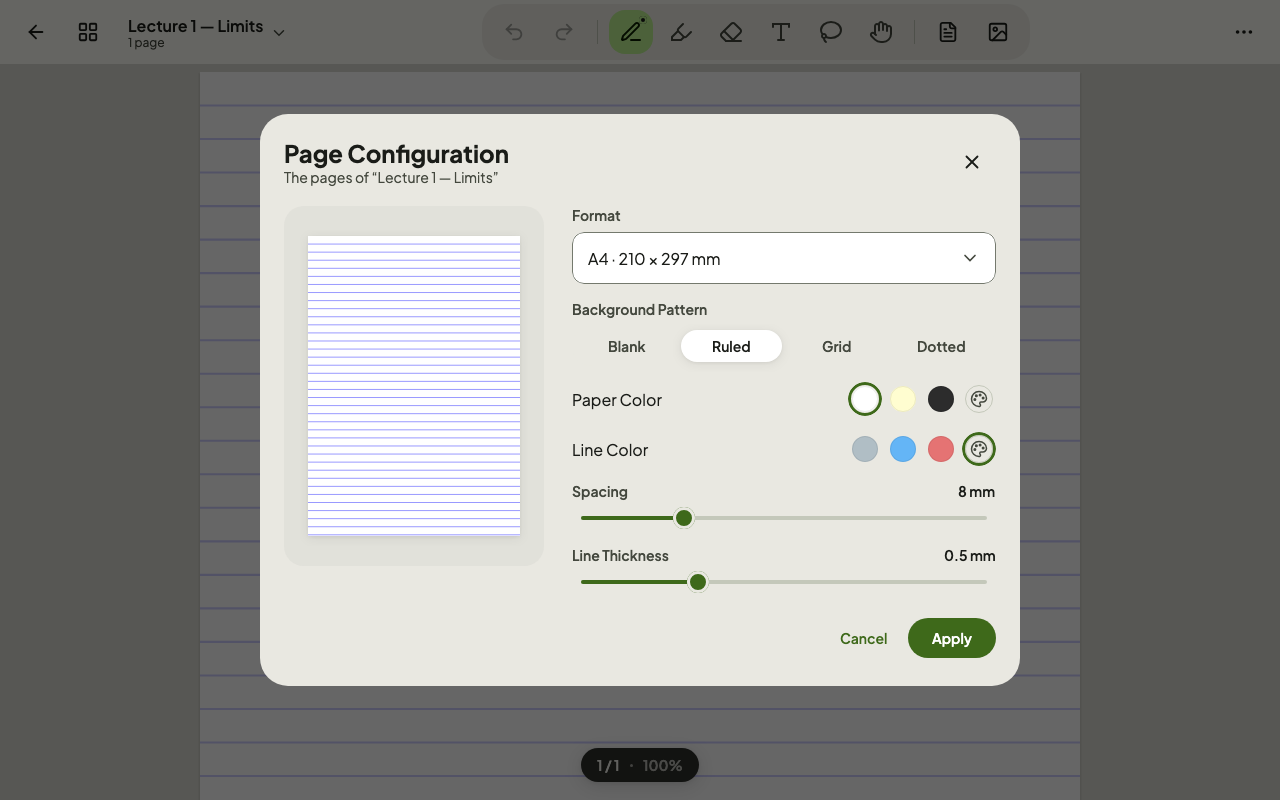 Lecture 1 — Limits
1 page
Page Configuration
The pages of “Lecture 1 — Limits”
Format
A4 · 210 × 297 mm
Background Pattern
Blank
Ruled
Grid
Dotted
Paper Color
Line Color
Spacing
8 mm
Line Thickness
0.5 mm
Cancel
Apply
1 / 1 · 100%